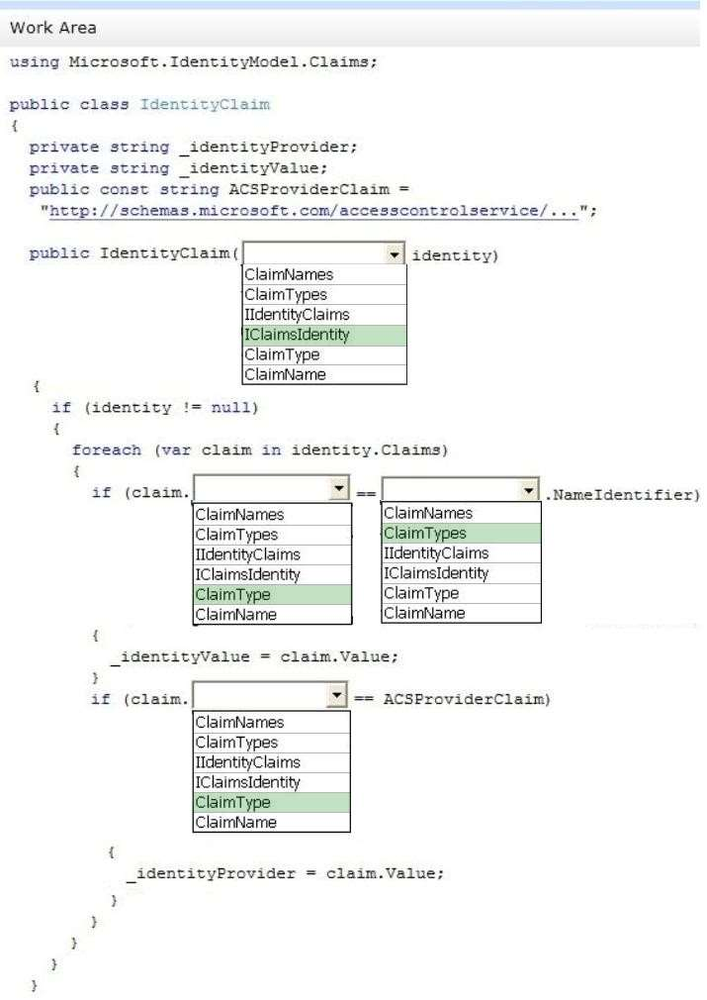 Work Area
using Microsoft.IdentityModel.Claims;
public class IdentityClaim
{
private string _identityProvider;
private string _identityValue;
public const string ACSProviderClaim =
"http://schemas.microsoft.com/accesscontrolservice/...";
public IdentityClaim( identity)
ClaimNames
ClaimTypes
IIdentityClaims
IClaimsIdentity
ClaimType
ClaimName
{
if (identity != null)
{
foreach (var claim in identity.Claims)
{
if (claim. == .NameIdentifier)
ClaimNames
ClaimTypes
IIdentityClaims
IClaimsIdentity
ClaimType
ClaimName
ClaimNames
ClaimTypes
IIdentityClaims
IClaimsIdentity
ClaimType
ClaimName
{
_identityValue = claim.Value;
}
if (claim. == ACSProviderClaim)
ClaimNames
ClaimTypes
IIdentityClaims
IClaimsIdentity
ClaimType
ClaimName
{
_identityProvider = claim.Value;
}
}
}
}
}